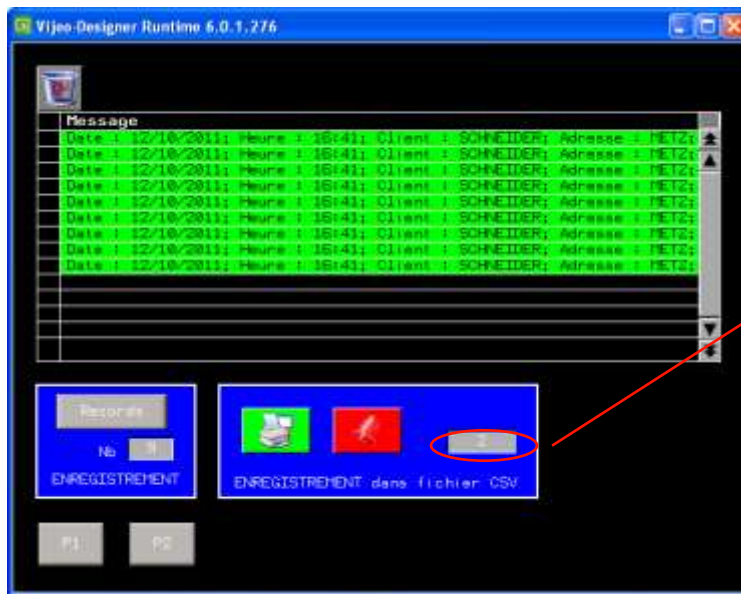 Vijeo-Designer Runtime 6.0.1.276
Message
Date : 12/10/2011; Heure : 16:41; Client : SCHNEIDER; Adresse : METZ;
Date : 12/10/2011; Heure : 16:41; Client : SCHNEIDER; Adresse : METZ;
Date : 12/10/2011; Heure : 16:41; Client : SCHNEIDER; Adresse : METZ;
Date : 12/10/2011; Heure : 16:41; Client : SCHNEIDER; Adresse : METZ;
Date : 12/10/2011; Heure : 16:41; Client : SCHNEIDER; Adresse : METZ;
Date : 12/10/2011; Heure : 16:41; Client : SCHNEIDER; Adresse : METZ;
Date : 12/10/2011; Heure : 16:41; Client : SCHNEIDER; Adresse : METZ;
Date : 12/10/2011; Heure : 16:41; Client : SCHNEIDER; Adresse : METZ;
Date : 12/10/2011; Heure : 16:41; Client : SCHNEIDER; Adresse : METZ;
Records
Nb
ENREGISTREMENT
ENREGISTREMENT dans fichier CSV
P1
P2